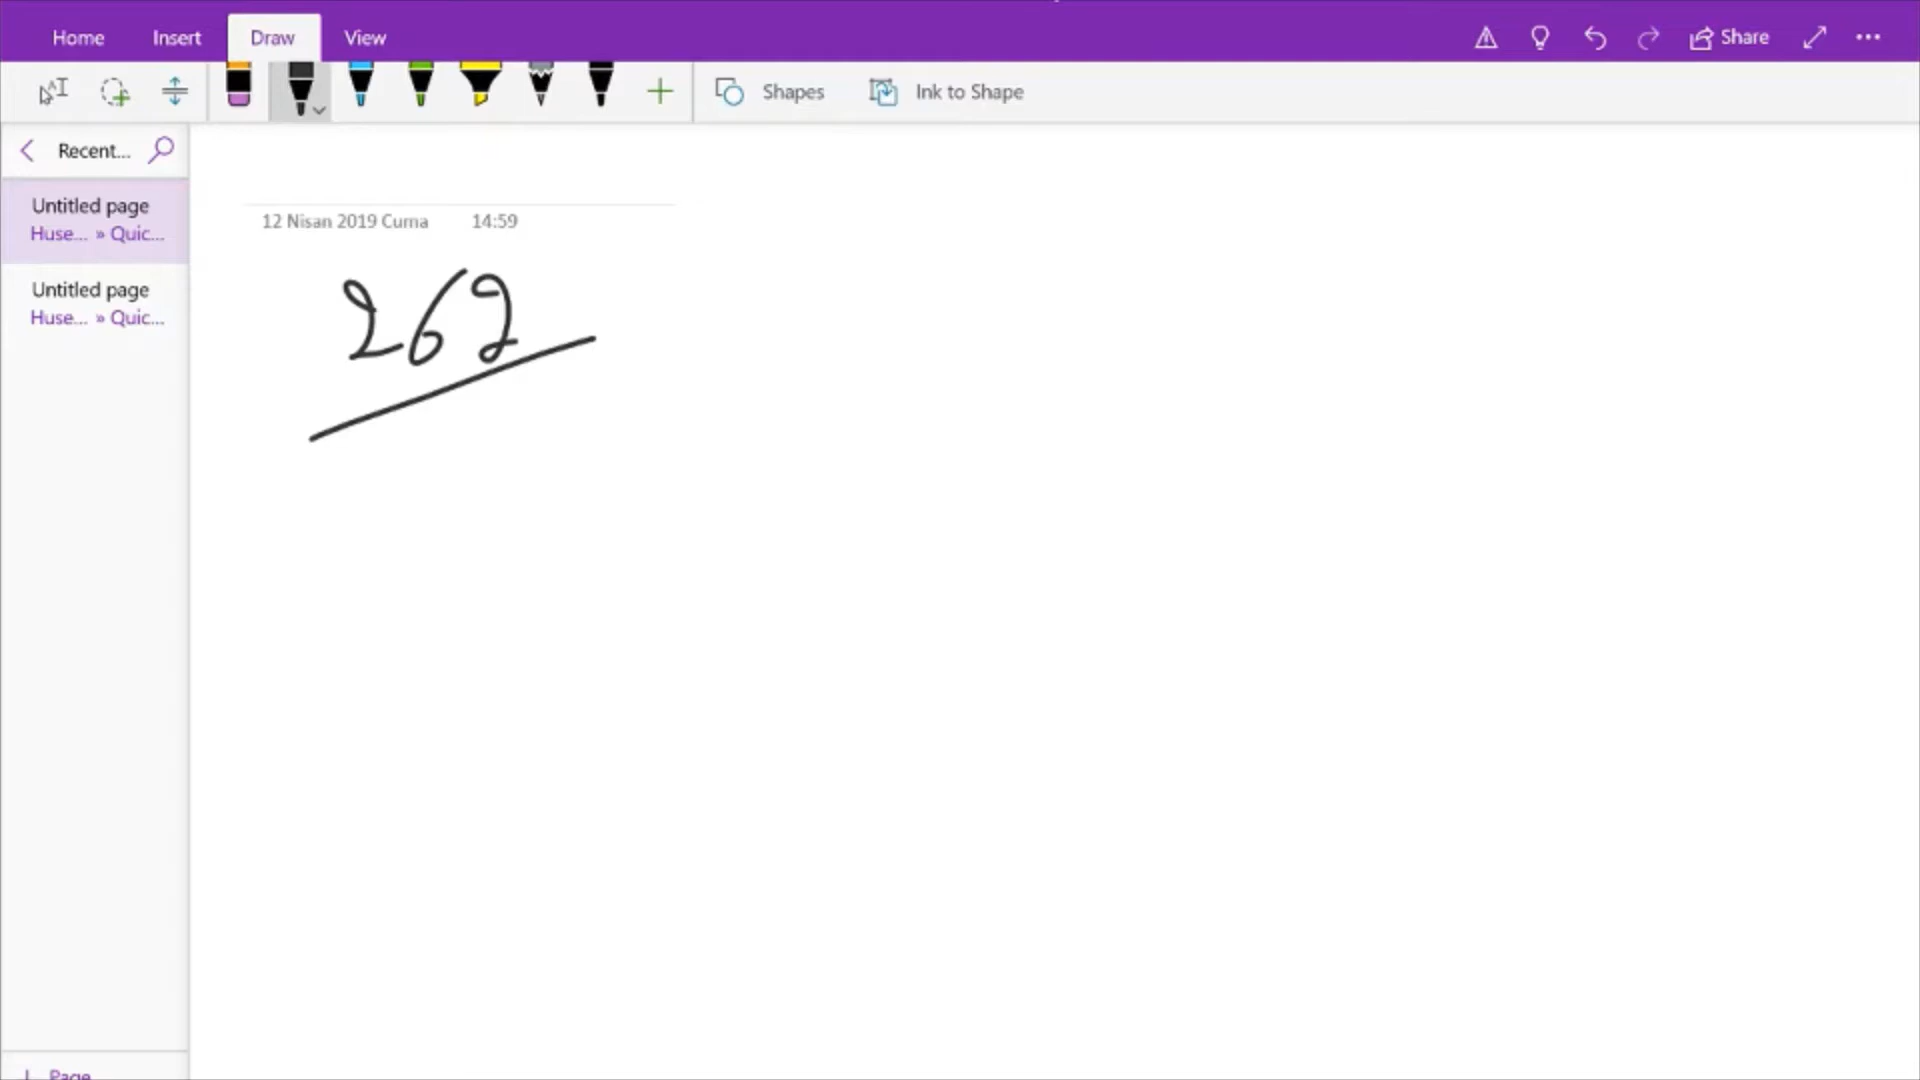 Home Insert Draw View Share
Shapes Ink to Shape
Recent...
Untitled page
Huse... » Quic...
Untitled page
Huse... » Quic...
12 Nisan 2019 Cuma 14:59
262
Page